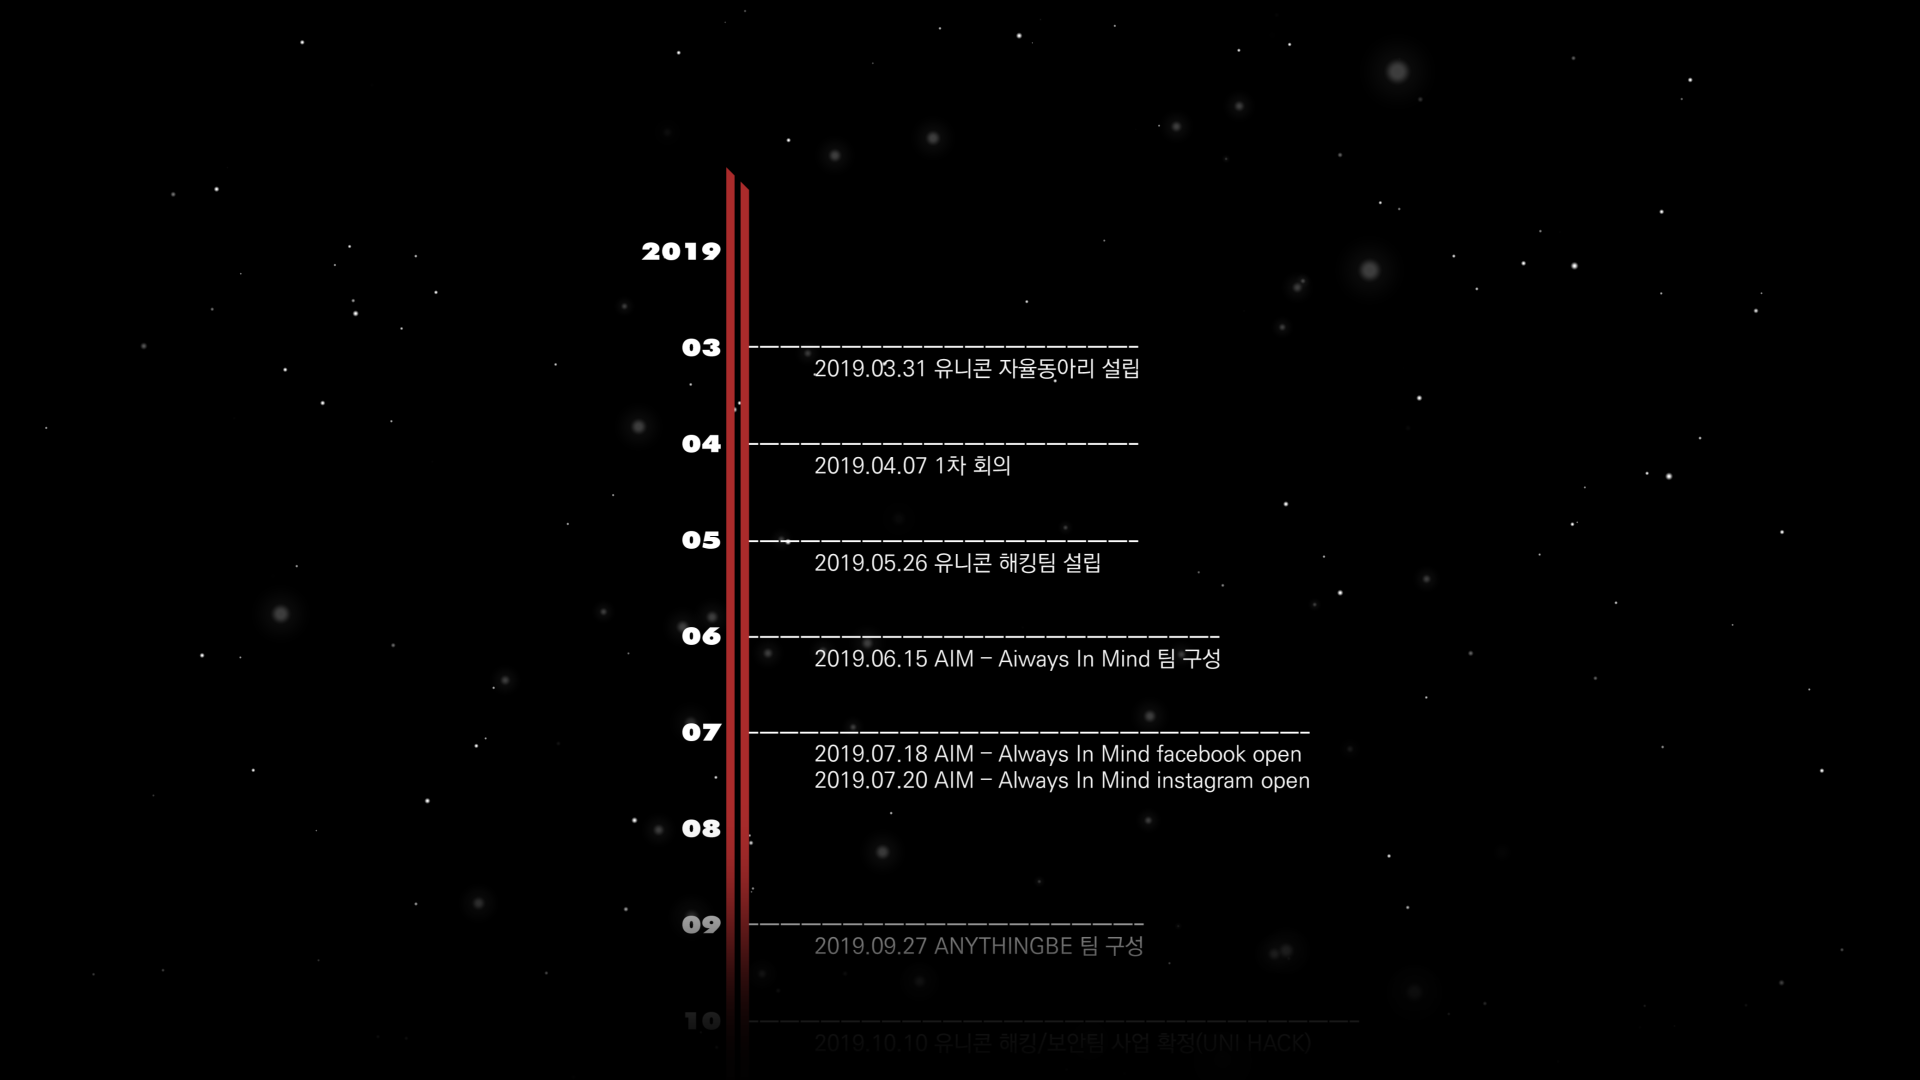 2019
03
2019.03.31 유니콘 자율동아리 설립
04
2019.04.07 1차 회의
05
2019.05.26 유니콘 해킹팀 설립
06
2019.06.15 AIM – Aiways In Mind 팀 구성
07
2019.07.18 AIM – Always In Mind facebook open
2019.07.20 AIM – Always In Mind instagram open
08
09
2019.09.27 ANYTHINGBE 팀 구성
10
2019.10.10 유니콘 해킹/보안팀 사업 확정(UNI HACK)